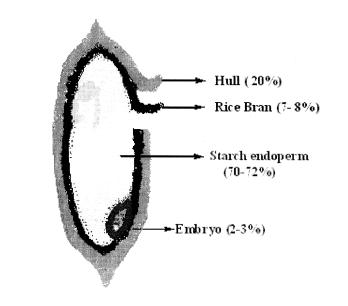 Hull (20%)
Rice Bran (7-8%)
Starch endoperm
(70-72%)
Embryo (2-3%)